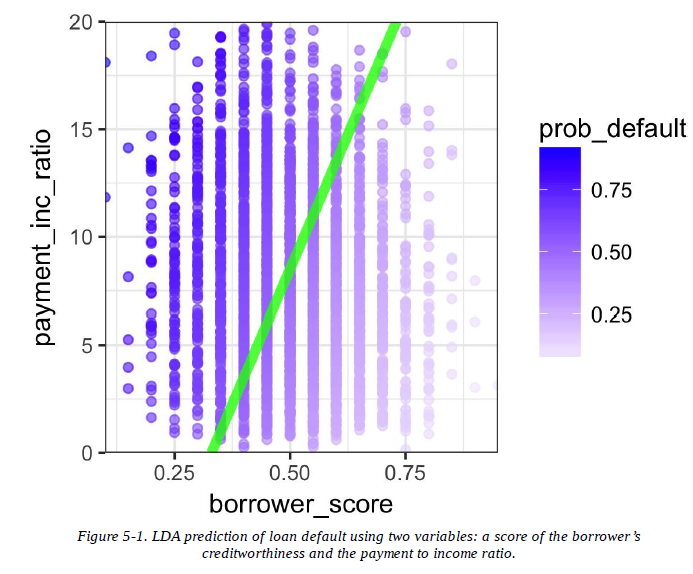 20
15
10
5
0
payment_inc_ratio
0.25
0.50
0.75
borrower_score
prob_default
0.75
0.50
0.25
Figure 5-1. LDA prediction of loan default using two variables: a score of the borrower’s
creditworthiness and the payment to income ratio.